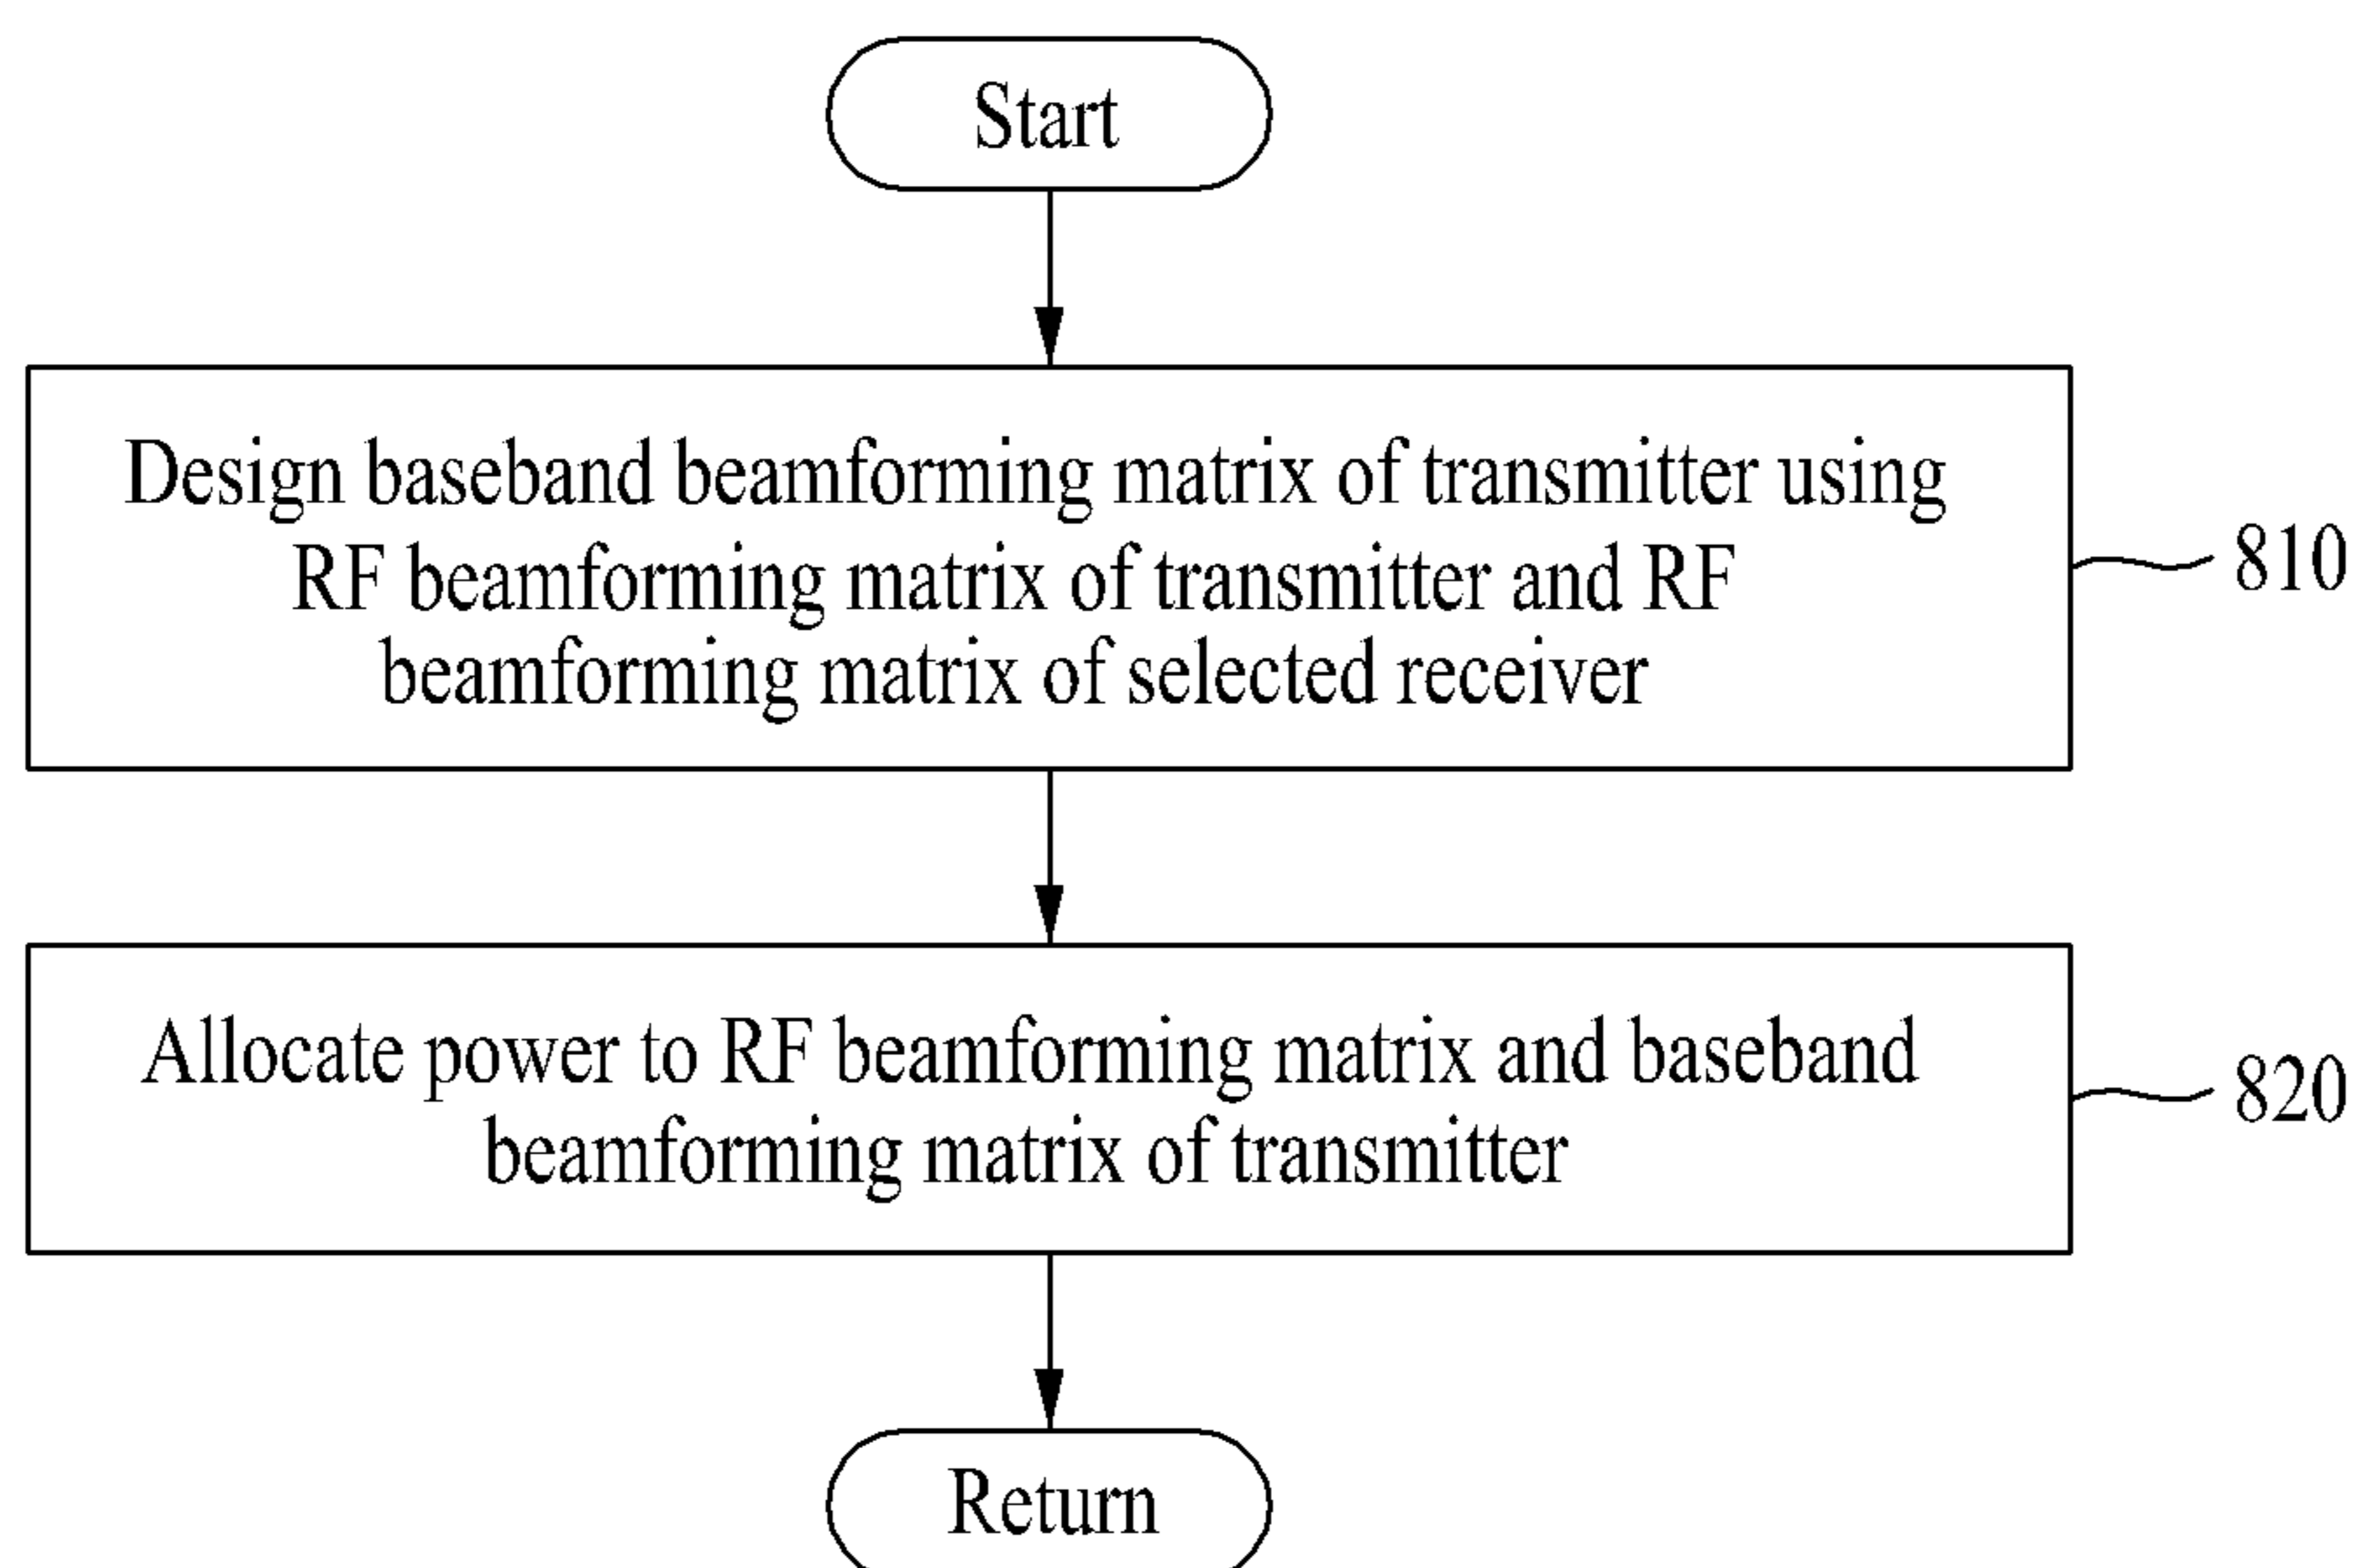 Start
Design baseband beamforming matrix of transmitter using
RF beamforming matrix of transmitter and RF
beamforming matrix of selected receiver
810
Allocate power to RF beamforming matrix and baseband
beamforming matrix of transmitter
820
Return